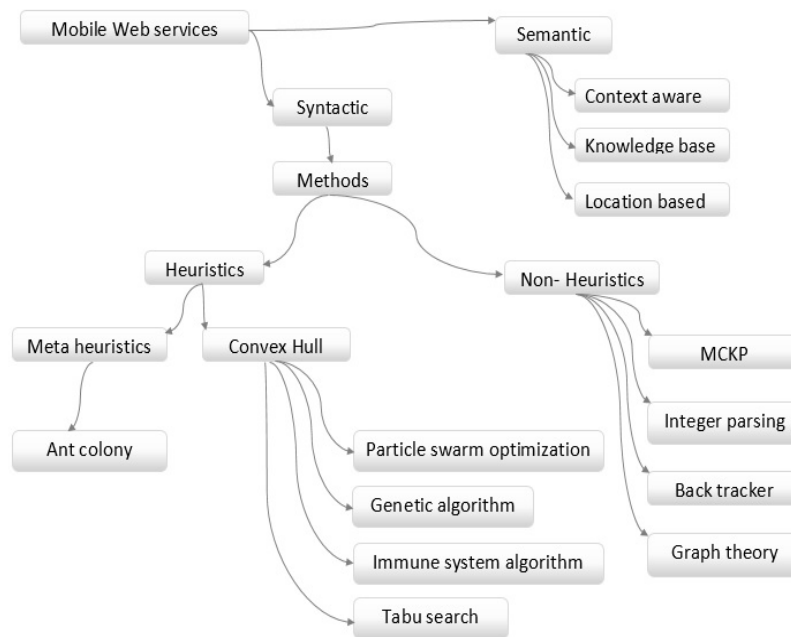 Mobile Web services
Semantic
Context aware
Syntactic
Knowledge base
Methods
Location based
Heuristics
Non- Heuristics
Meta heuristics
Convex Hull
MCKP
Integer parsing
Ant colony
Particle swarm optimization
Back tracker
Genetic algorithm
Graph theory
Immune system algorithm
Tabu search